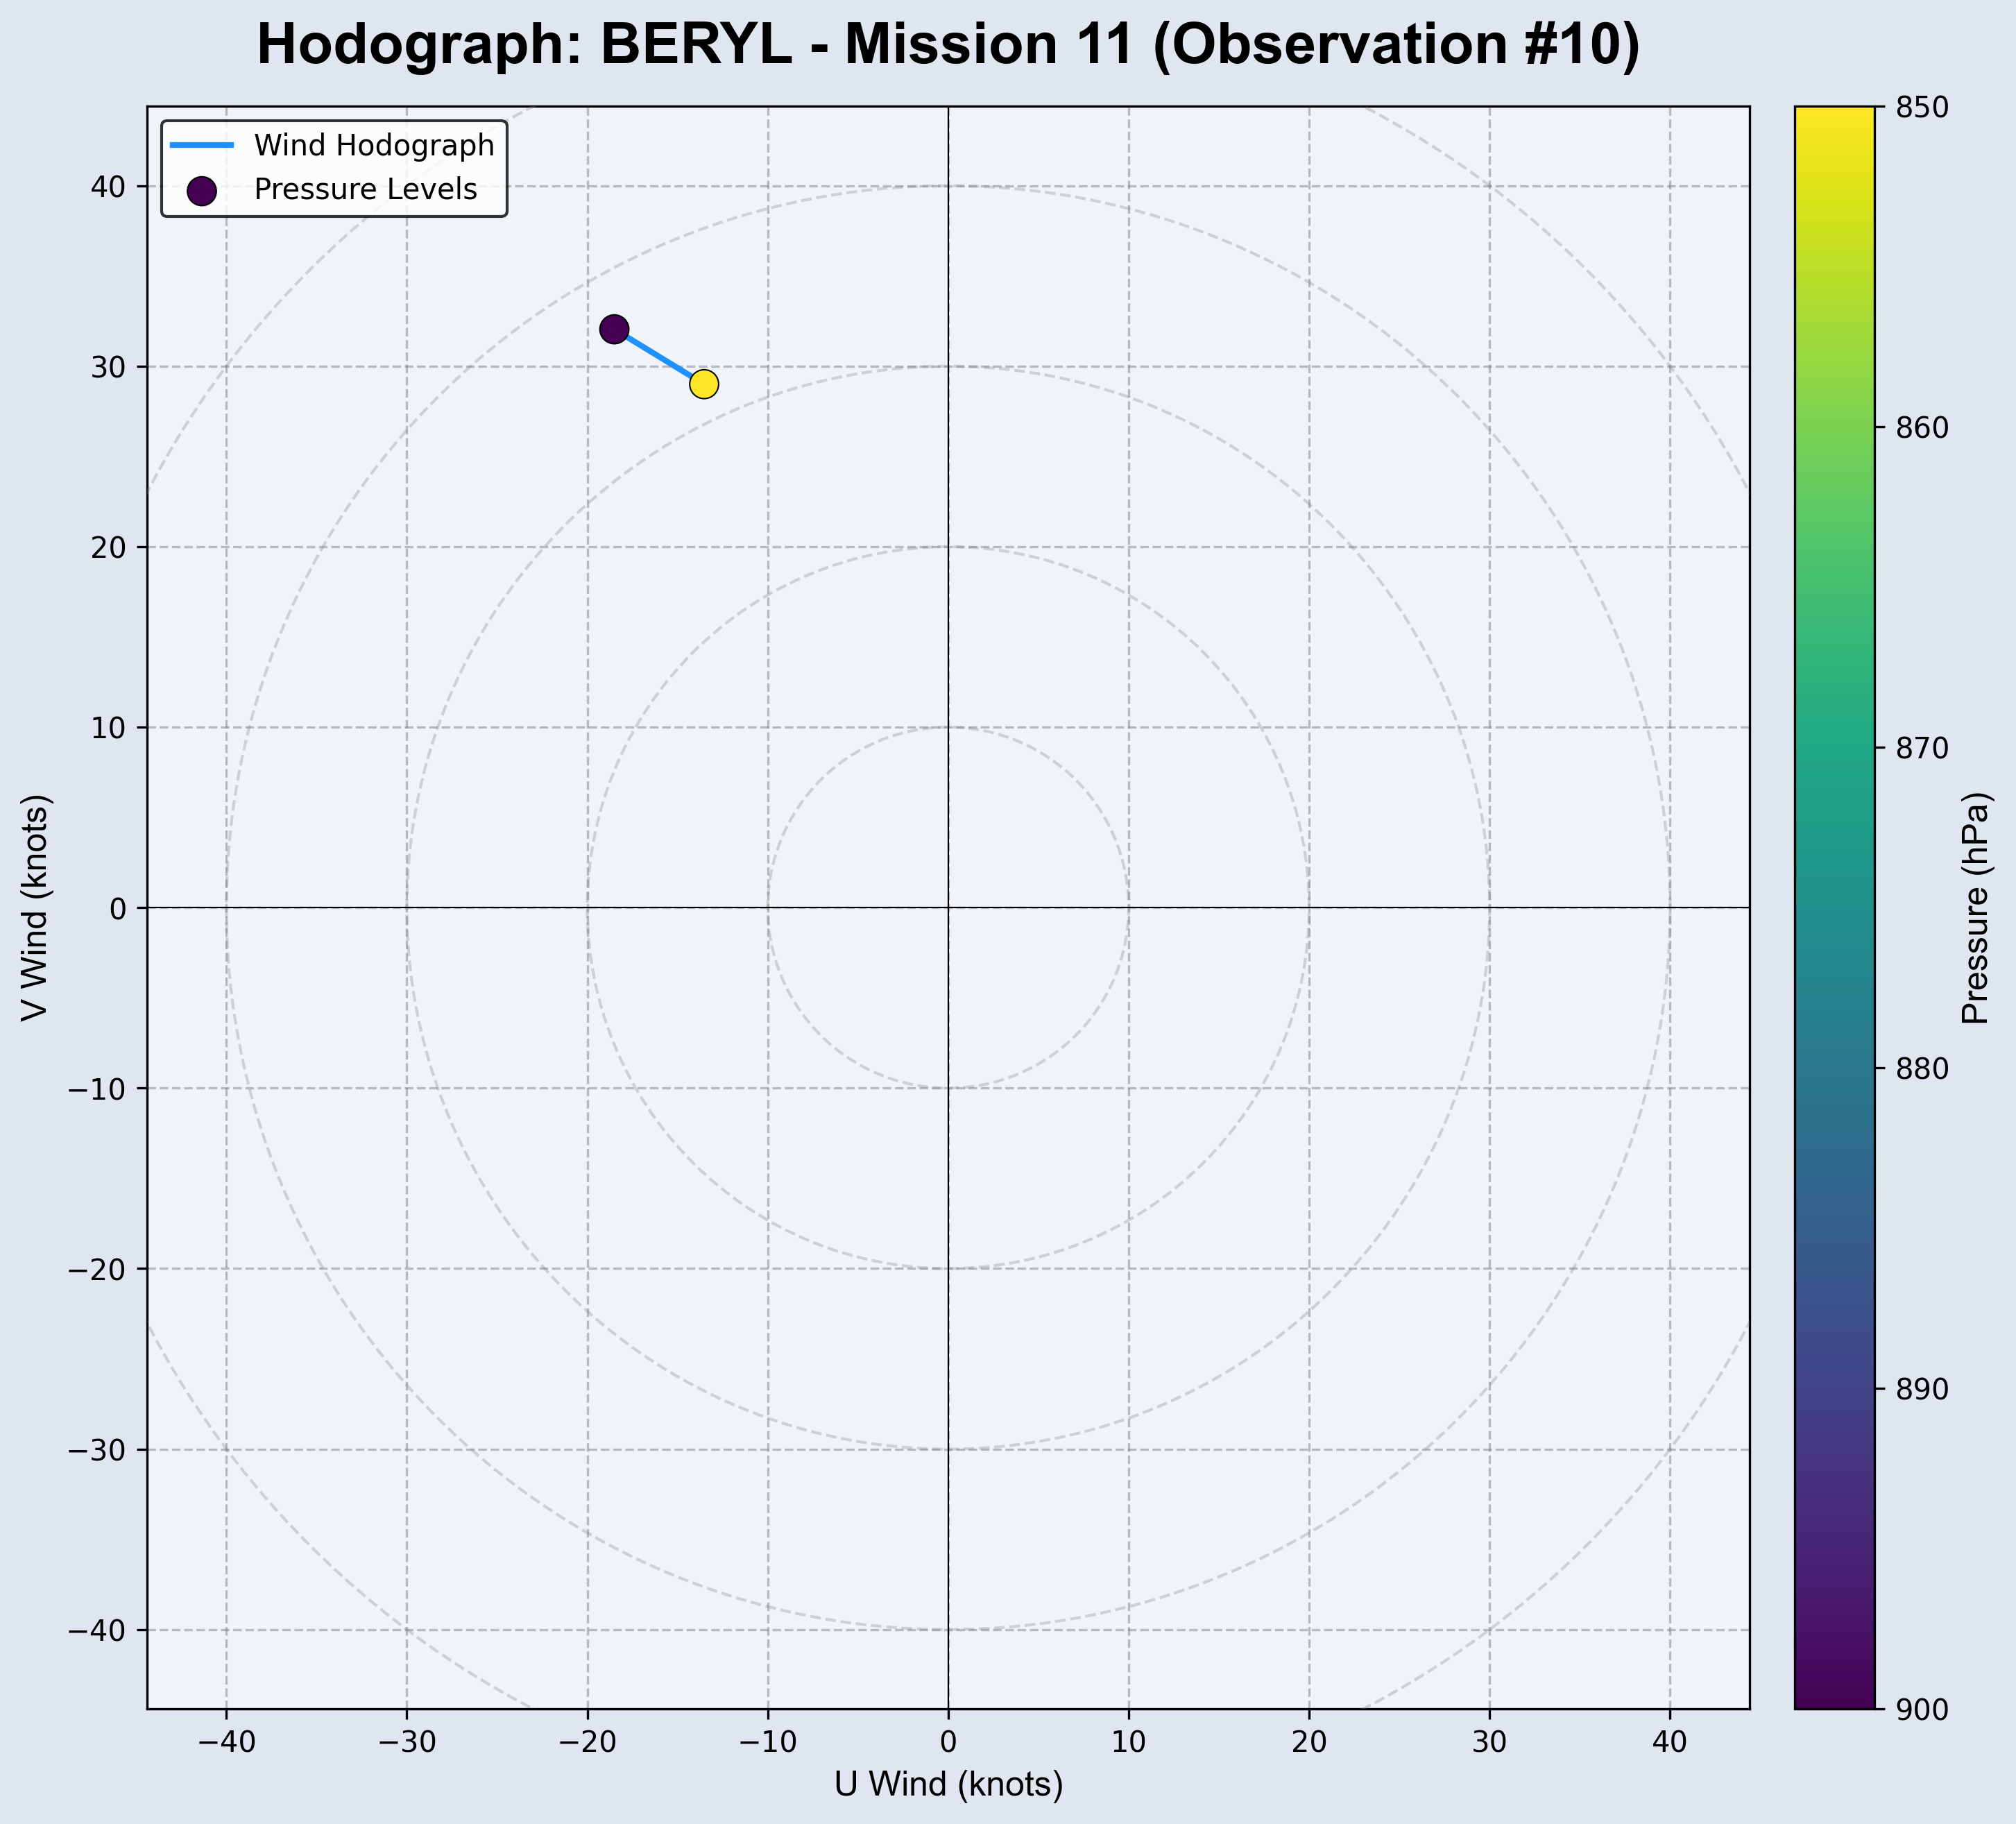 Hodograph: BERYL - Mission 11 (Observation #10)
Wind Hodograph
Pressure Levels
V Wind (knots)
40
30
20
10
0
−10
−20
−30
−40
−40 −30 −20 −10 0 10 20 30 40
U Wind (knots)
850
860
870
880
890
900
Pressure (hPa)